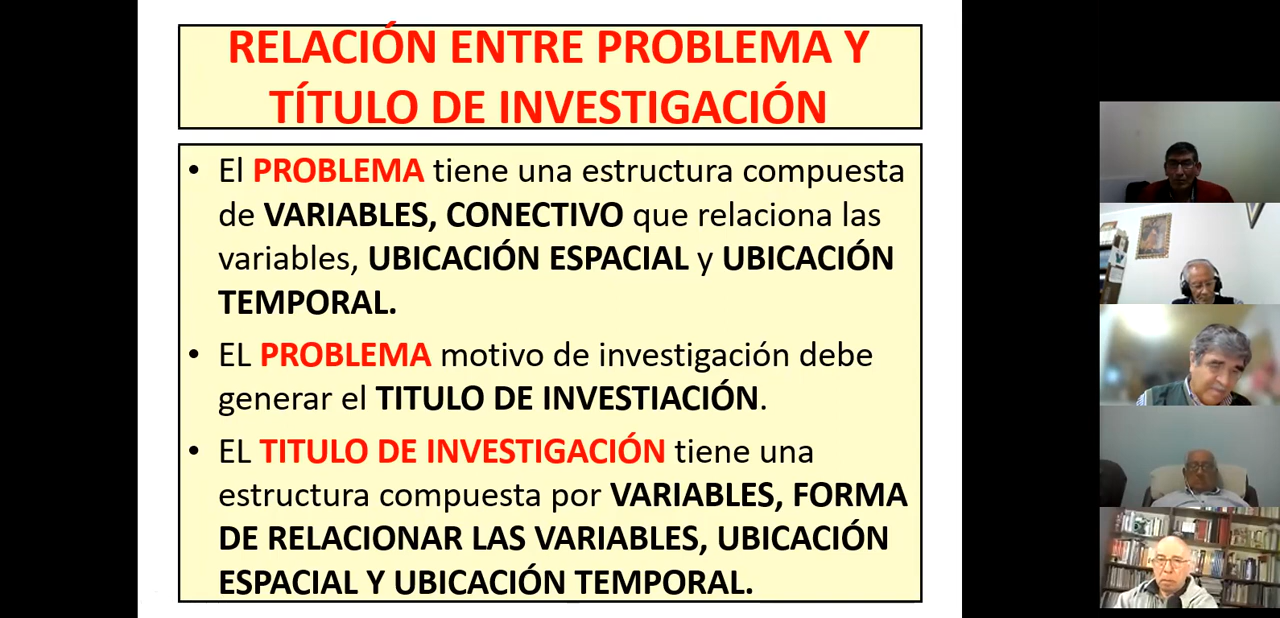 RELACIÓN ENTRE PROBLEMA Y
TÍTULO DE INVESTIGACIÓN
• El PROBLEMA tiene una estructura compuesta
de VARIABLES, CONECTIVO que relaciona las
variables, UBICACIÓN ESPACIAL y UBICACIÓN
TEMPORAL.
• EL PROBLEMA motivo de investigación debe
generar el TITULO DE INVESTIACIÓN.
• EL TITULO DE INVESTIGACIÓN tiene una
estructura compuesta por VARIABLES, FORMA
DE RELACIONAR LAS VARIABLES, UBICACIÓN
ESPACIAL Y UBICACIÓN TEMPORAL.